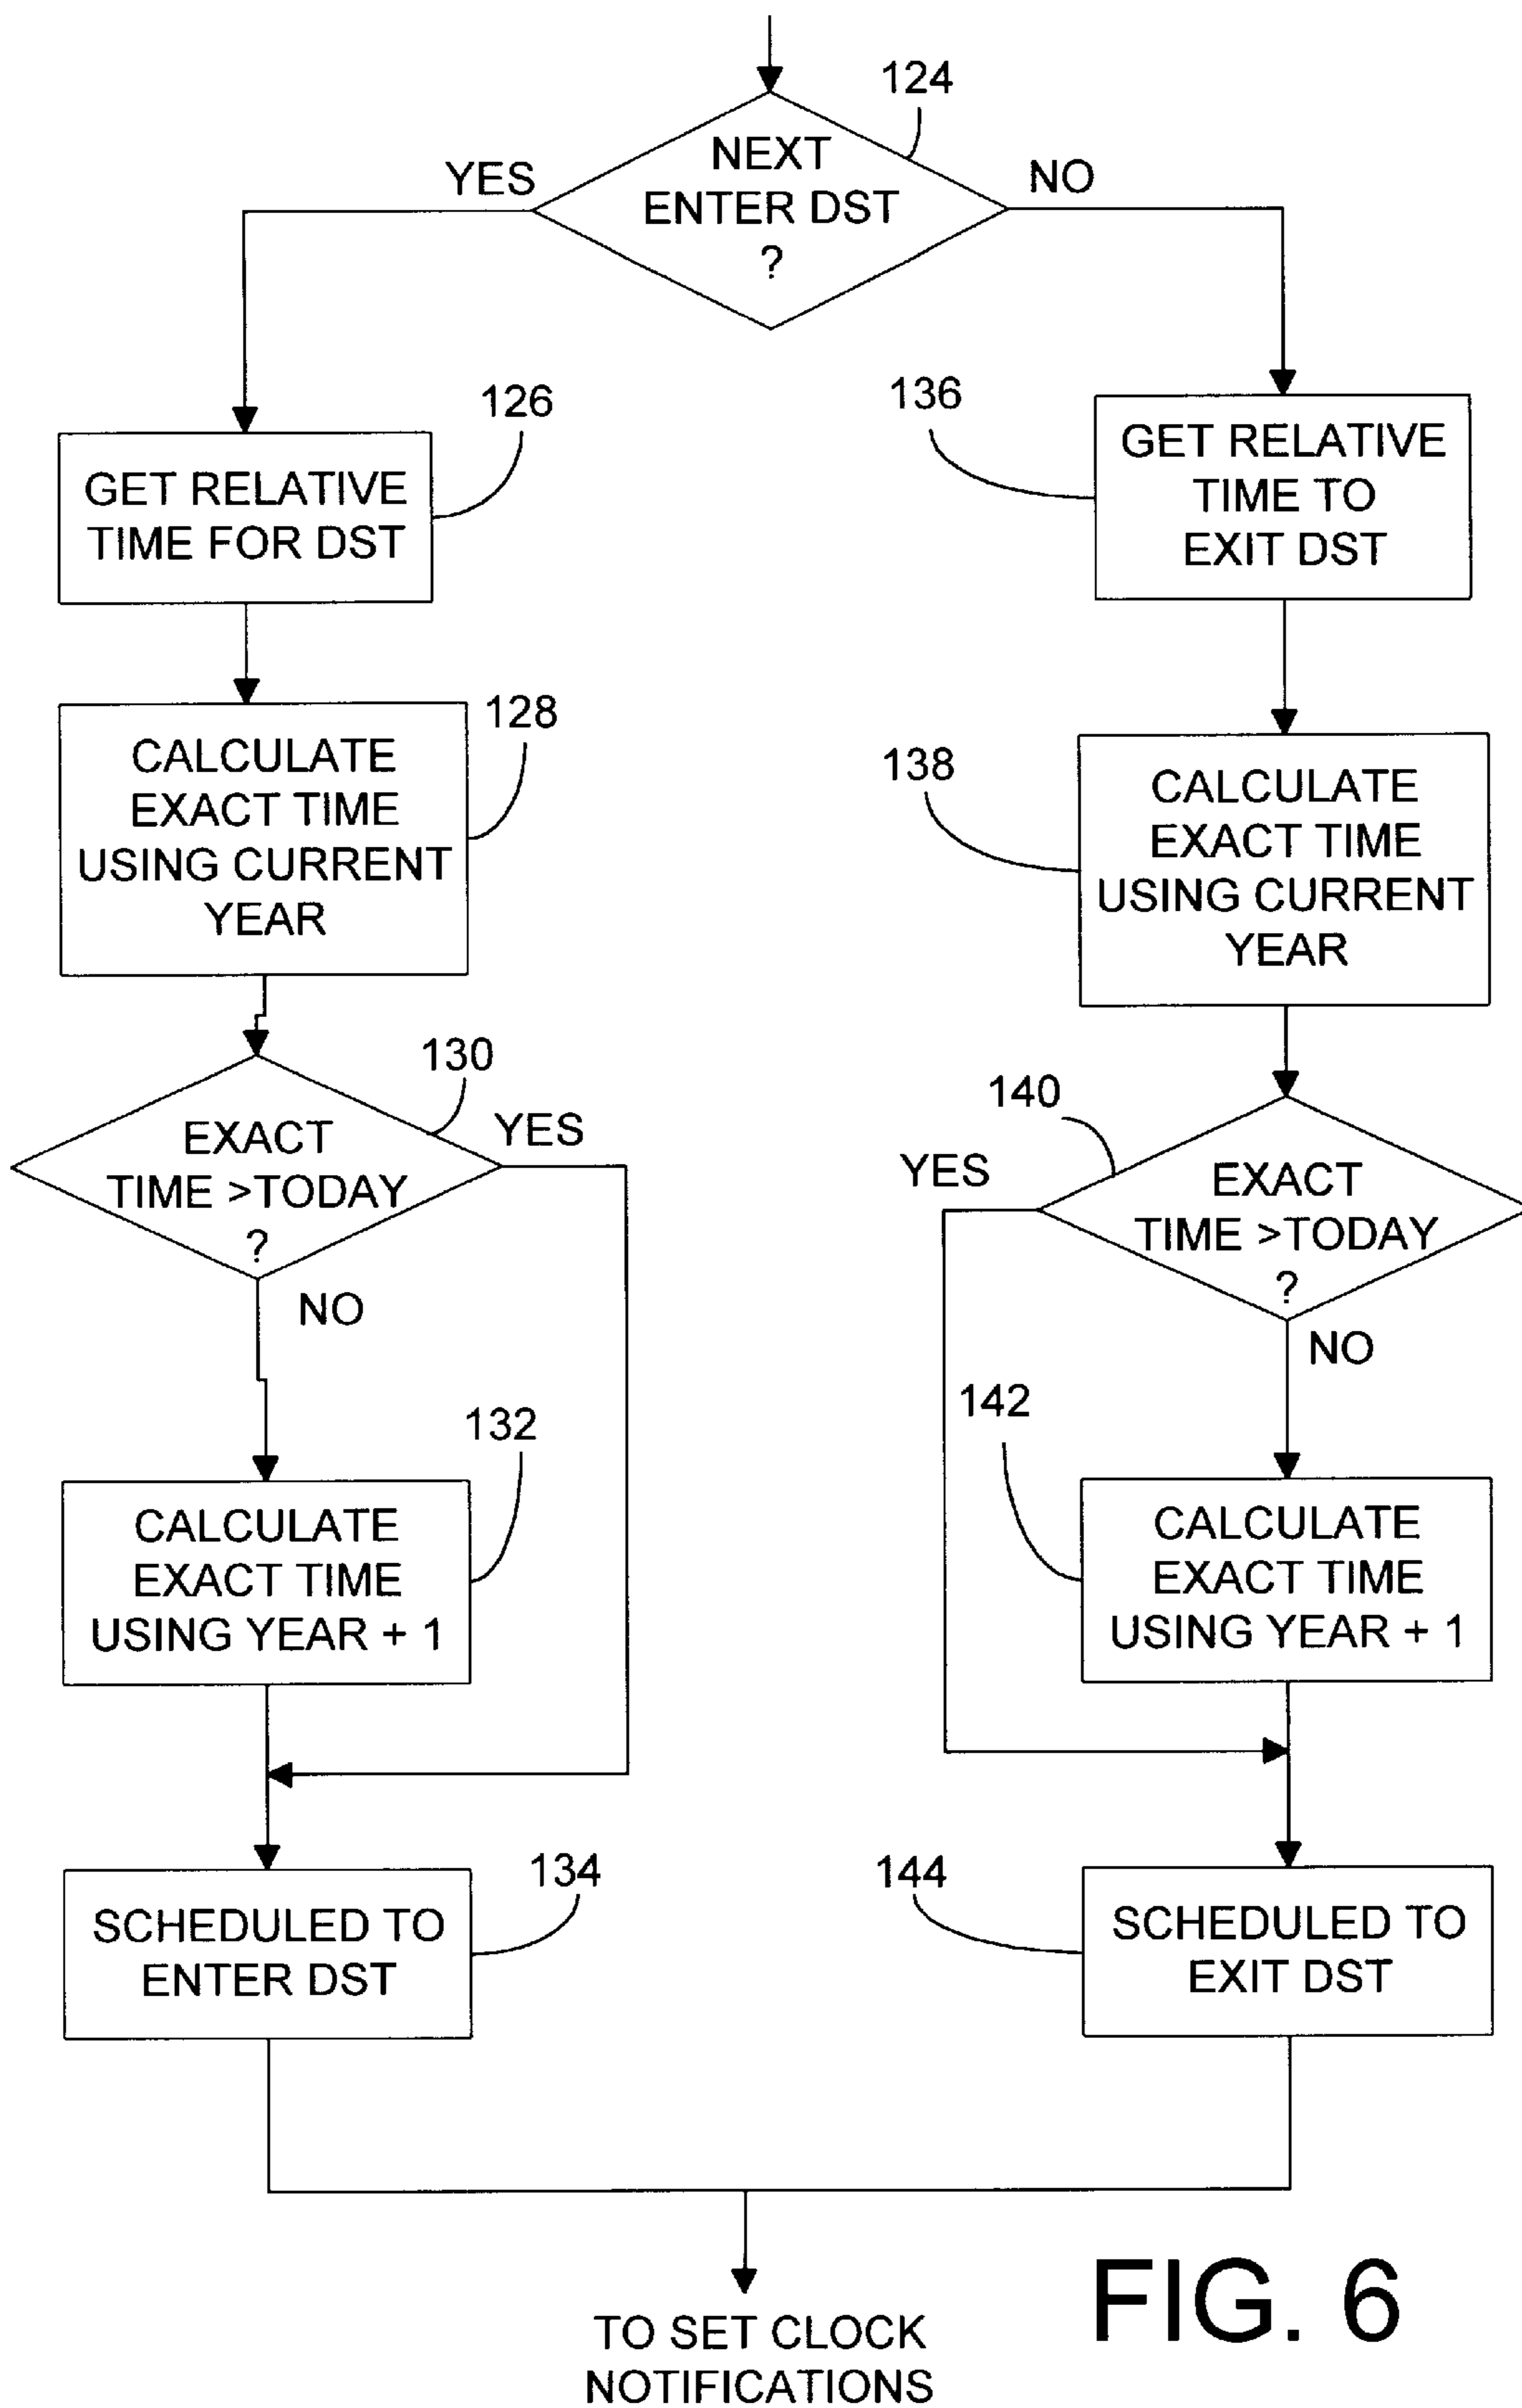 124
NEXT
ENTER DST
?
YES
NO
126
GET RELATIVE
TIME FOR DST
136
GET RELATIVE
TIME TO
EXIT DST
128
CALCULATE
EXACT TIME
USING CURRENT
YEAR
138
CALCULATE
EXACT TIME
USING CURRENT
YEAR
130
EXACT
TIME >TODAY
?
YES
NO
140
YES
EXACT
TIME >TODAY
?
NO
132
CALCULATE
EXACT TIME
USING YEAR + 1
142
CALCULATE
EXACT TIME
USING YEAR + 1
134
SCHEDULED TO
ENTER DST
144
SCHEDULED TO
EXIT DST
TO SET CLOCK
NOTIFICATIONS
FIG. 6